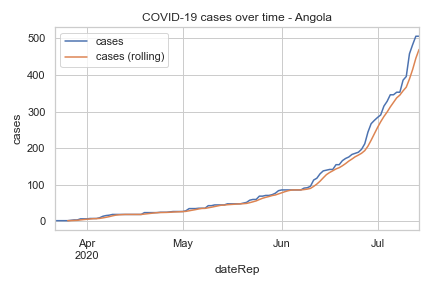 COVID-19 cases over time - Angola
cases
cases (rolling)
500
400
300
200
100
0
cases
Apr
2020
May
Jun
Jul
dateRep